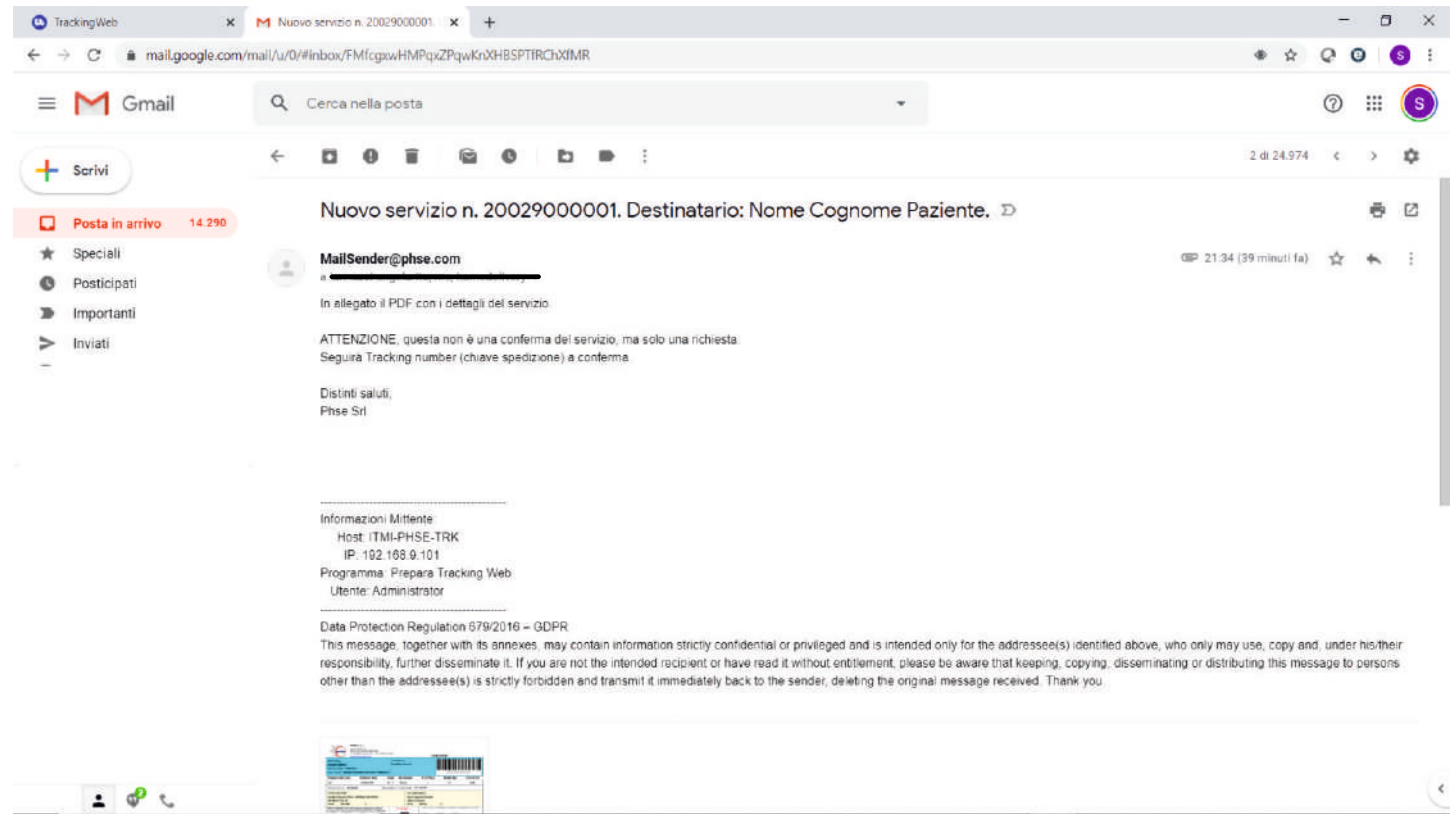 TrackingWeb
Nuovo servizio n. 20029000001.
mail.google.com/mail/u/0/#inbox/FMfcgxwHMPqxZPqwKnXHBSPTfRChXfMR
S
Gmail
Cerca nella posta
S
Scrivi
2 di 24.974
Nuovo servizio n. 20029000001. Destinatario: Nome Cognome Paziente.
Posta in arrivo 14.290
Speciali
Posticipati
Importanti
Inviati
MailSender@phse.com
21:34 (39 minuti fa)
a
In allegato il PDF con i dettagli del servizio.
ATTENZIONE, questa non è una conferma del servizio, ma solo una richiesta.
Seguirà Tracking number (chiave spedizione) a conferma
Distinti saluti,
Phse Srl
----------------------------------------------
Informazioni Mittente:
Host: ITMI-PHSE-TRK
IP: 192.168.9.101
Programma: Prepara Tracking Web
Utente: Administrator
----------------------------------------------
Data Protection Regulation 679/2016 – GDPR
This message, together with its annexes, may contain information strictly confidential or privileged and is intended only for the addressee(s) identified above, who only may use, copy and, under his/their
responsibility, further disseminate it. If you are not the intended recipient or have read it without entitlement, please be aware that keeping, copying, disseminating or distributing this message to persons
other than the addressee(s) is strictly forbidden and transmit it immediately back to the sender, deleting the original message received. Thank you
2